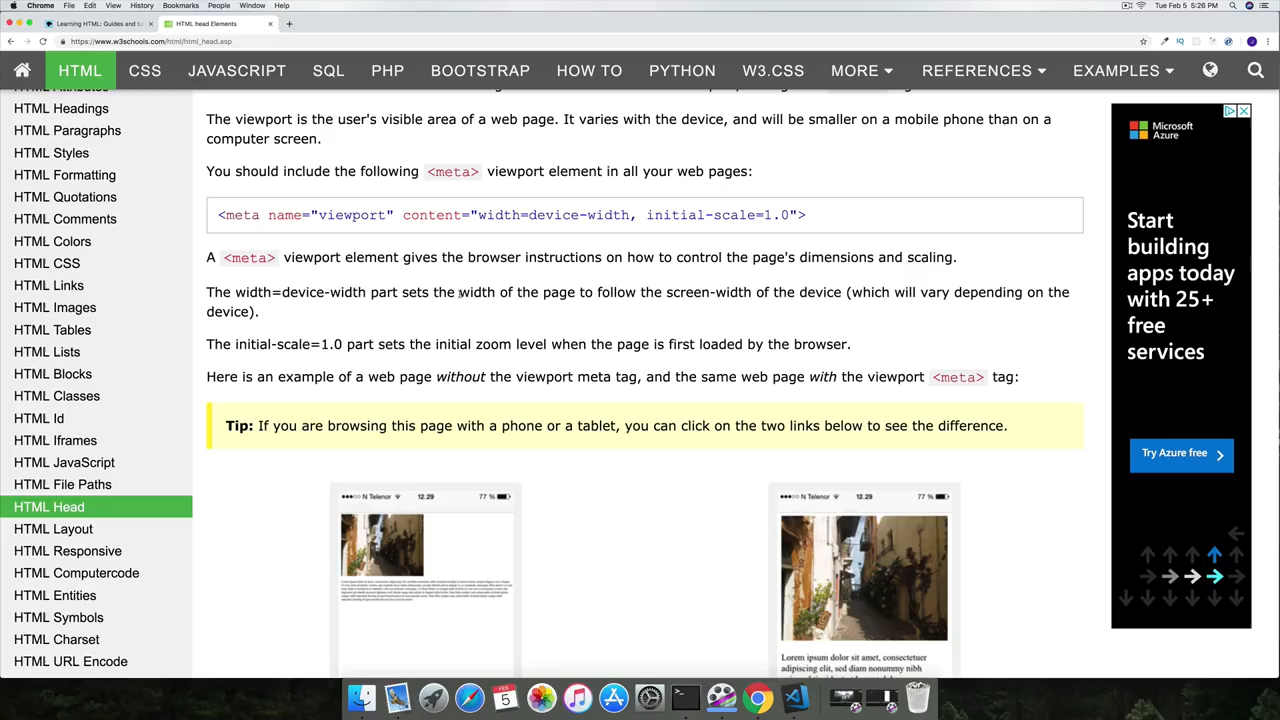 Chrome File Edit View History Bookmarks People Window Help
Tue Feb 5 5:26 PM
Learning HTML: Guides and tu
HTML head Elements
https://www.w3schools.com/html/html_head.asp
HTML CSS JAVASCRIPT SQL PHP BOOTSTRAP HOW TO PYTHON W3.CSS MORE REFERENCES EXAMPLES
HTML Headings
HTML Paragraphs
HTML Styles
HTML Formatting
HTML Quotations
HTML Comments
HTML Colors
HTML CSS
HTML Links
HTML Images
HTML Tables
HTML Lists
HTML Blocks
HTML Classes
HTML Id
HTML Iframes
HTML JavaScript
HTML File Paths
HTML Head
HTML Layout
HTML Responsive
HTML Computercode
HTML Entities
HTML Symbols
HTML Charset
HTML URL Encode
The viewport is the user's visible area of a web page. It varies with the device, and will be smaller on a mobile phone than on a
computer screen.
You should include the following <meta> viewport element in all your web pages:
<meta name="viewport" content="width=device-width, initial-scale=1.0">
A <meta> viewport element gives the browser instructions on how to control the page's dimensions and scaling.
The width=device-width part sets the width of the page to follow the screen-width of the device (which will vary depending on the
device).
The initial-scale=1.0 part sets the initial zoom level when the page is first loaded by the browser.
Here is an example of a web page without the viewport meta tag, and the same web page with the viewport <meta> tag:
Tip: If you are browsing this page with a phone or a tablet, you can click on the two links below to see the difference.
N Telenor 12.29 77 %
N Telenor 12.29 77 %
Lorem ipsum dolor sit amet, consectetuer
adipiscing elit, sed diam nonummy nibh
Microsoft
Azure
Start
building
apps today
with 25+
free
services
Try Azure free
FEB
5